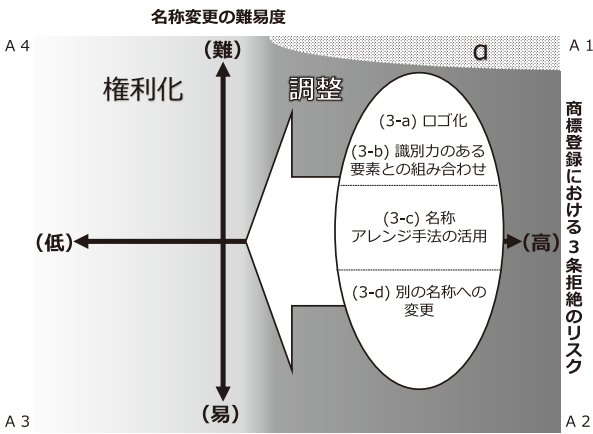 名称変更の難易度
A 4
(難)
α
A 1
権利化
調整
(3-a) ロゴ化
(3-b) 識別力のある
要素との組み合わせ
(3-c) 名称
アレンジ手法の活用
(低)
(高)
(3-d) 別の名称への
変更
商標登録における3条拒絶のリスク
A 3
(易)
A 2